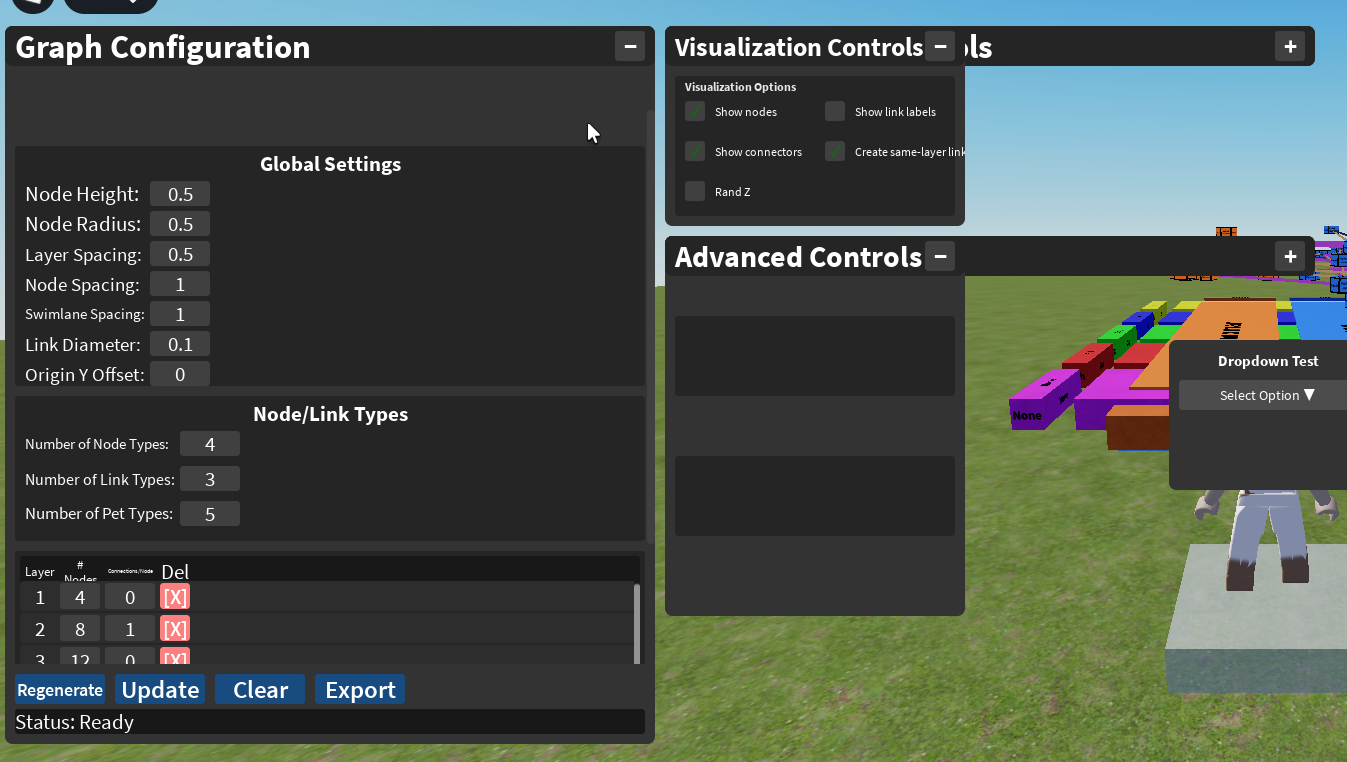 Graph Configuration
−
Global Settings
Node Height: 0.5
Node Radius: 0.5
Layer Spacing: 0.5
Node Spacing: 1
Swimlane Spacing: 1
Link Diameter: 0.1
Origin Y Offset: 0
Node/Link Types
Number of Node Types: 4
Number of Link Types: 3
Number of Pet Types: 5
Layer # Nodes Connections/Node Del
1 4 0 [X]
2 8 1 [X]
3 12 0 [X]
Regenerate Update Clear Export
Status: Ready
Visualization Controls − ls +
Visualization Options
✓ Show nodes
Show link labels
✓ Show connectors
✓ Create same-layer link
Rand Z
Advanced Controls − +
None
Dropdown Test
Select Option ▼